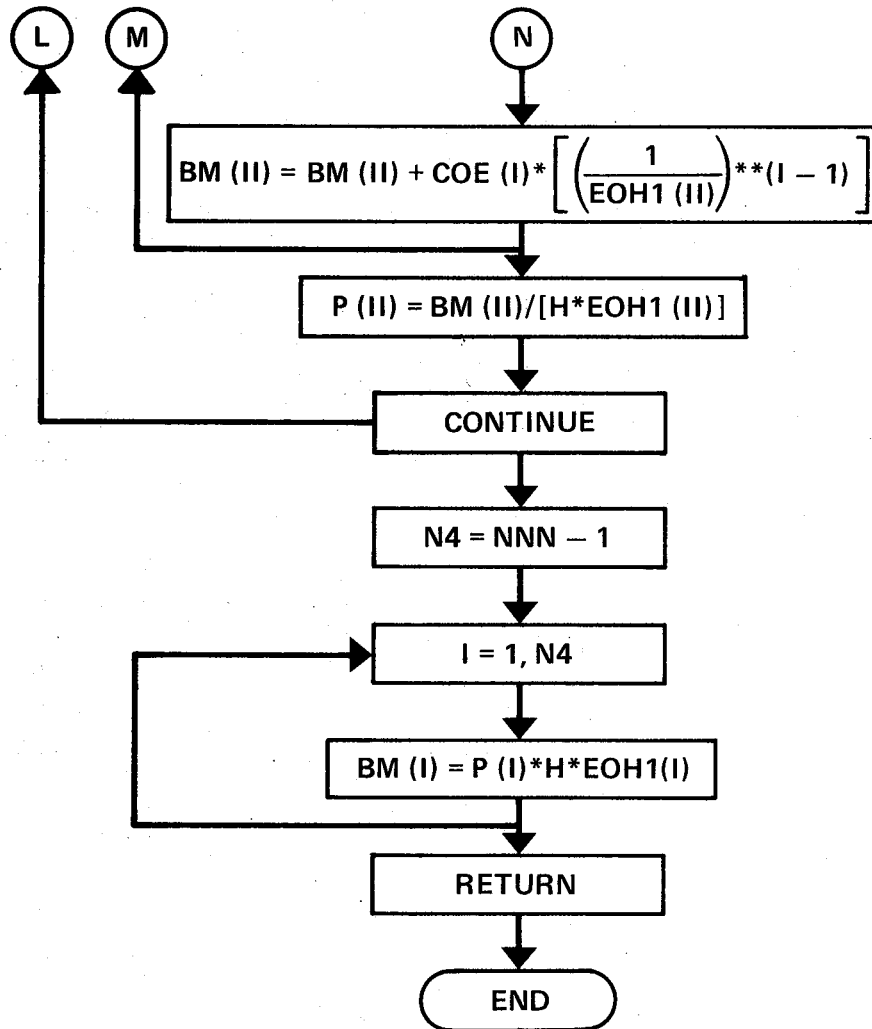 L M N
BM (II) = BM (II) + COE (I)* [ ( 1 / EOH1 (II) ) **(I – 1) ]
P (II) = BM (II)/[H*EOH1 (II)]
CONTINUE
N4 = NNN – 1
I = 1, N4
BM (I) = P (I)*H*EOH1(I)
RETURN
END